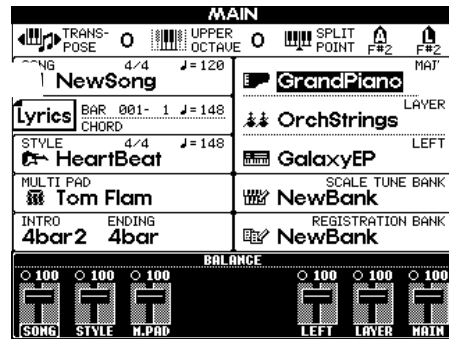 MAIN
TRANS-POSE 0 UPPER OCTAVE 0 SPLIT POINT A F#2 L F#2
4/4 ♩=120
NewSong
GrandPiano
Lyrics BAR 001- 1 ♩=148
CHORD
LAYER
OrchStrings
STYLE 4/4 ♩=148
HeartBeat
LEFT
GalaxyEP
MULTI PAD
Tom Flam
SCALE TUNE BANK
NewBank
INTRO ENDING
4bar2 4bar
REGISTRATION BANK
NewBank
BALANCE
100 100 100 100 100 100
SONG STYLE M.PAD LEFT LAYER MAIN